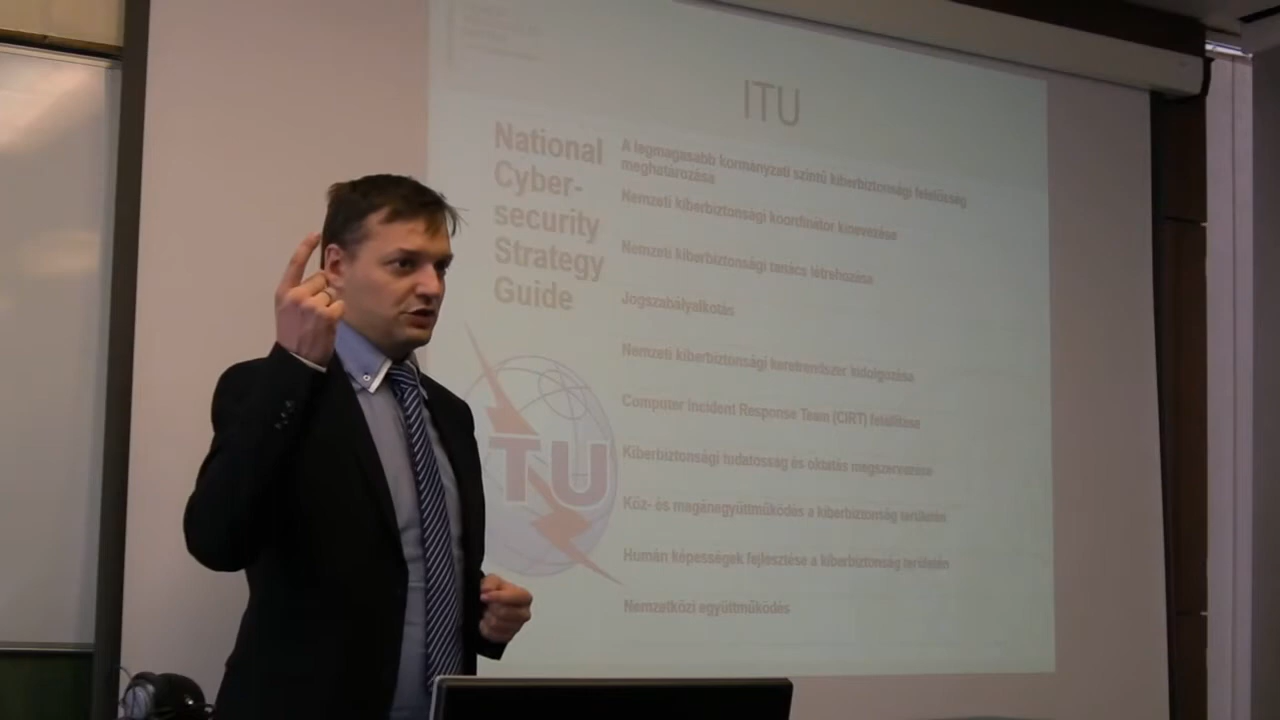 ITU
National
Cyber-
security
Strategy
Guide
A legmagasabb kormányzati szintű kiberbiztonsági felelősség
meghatározása
Nemzeti kiberbiztonsági koordinátor kinevezése
Nemzeti kiberbiztonsági tanács létrehozása
Jogszabályalkotás
Nemzeti kiberbiztonsági keretrendszer kidolgozása
Computer Incident Response Team (CIRT) felállítása
Kiberbiztonsági tudatosság és oktatás megszervezése
Köz- és magánegyüttműködés a kiberbiztonság területén
Humán képességek fejlesztése a kiberbiztonság területén
Nemzetközi együttműködés
ITU